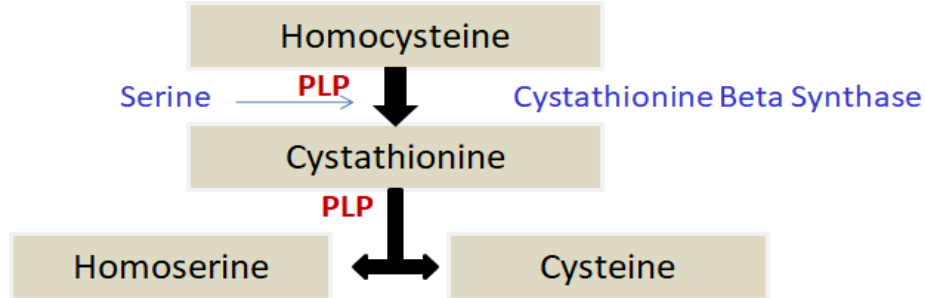 Homocysteine
PLP
Serine
Cystathionine Beta Synthase
Cystathionine
PLP
Homoserine
Cysteine